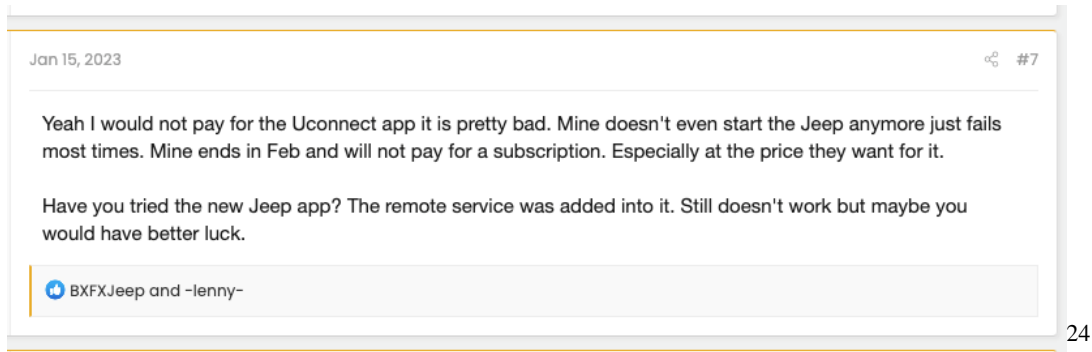 Jan 15, 2023
#7
Yeah I would not pay for the Uconnect app it is pretty bad. Mine doesn't even start the Jeep anymore just fails
most times. Mine ends in Feb and will not pay for a subscription. Especially at the price they want for it.
Have you tried the new Jeep app? The remote service was added into it. Still doesn't work but maybe you
would have better luck.
BXFXJeep and -lenny-
24